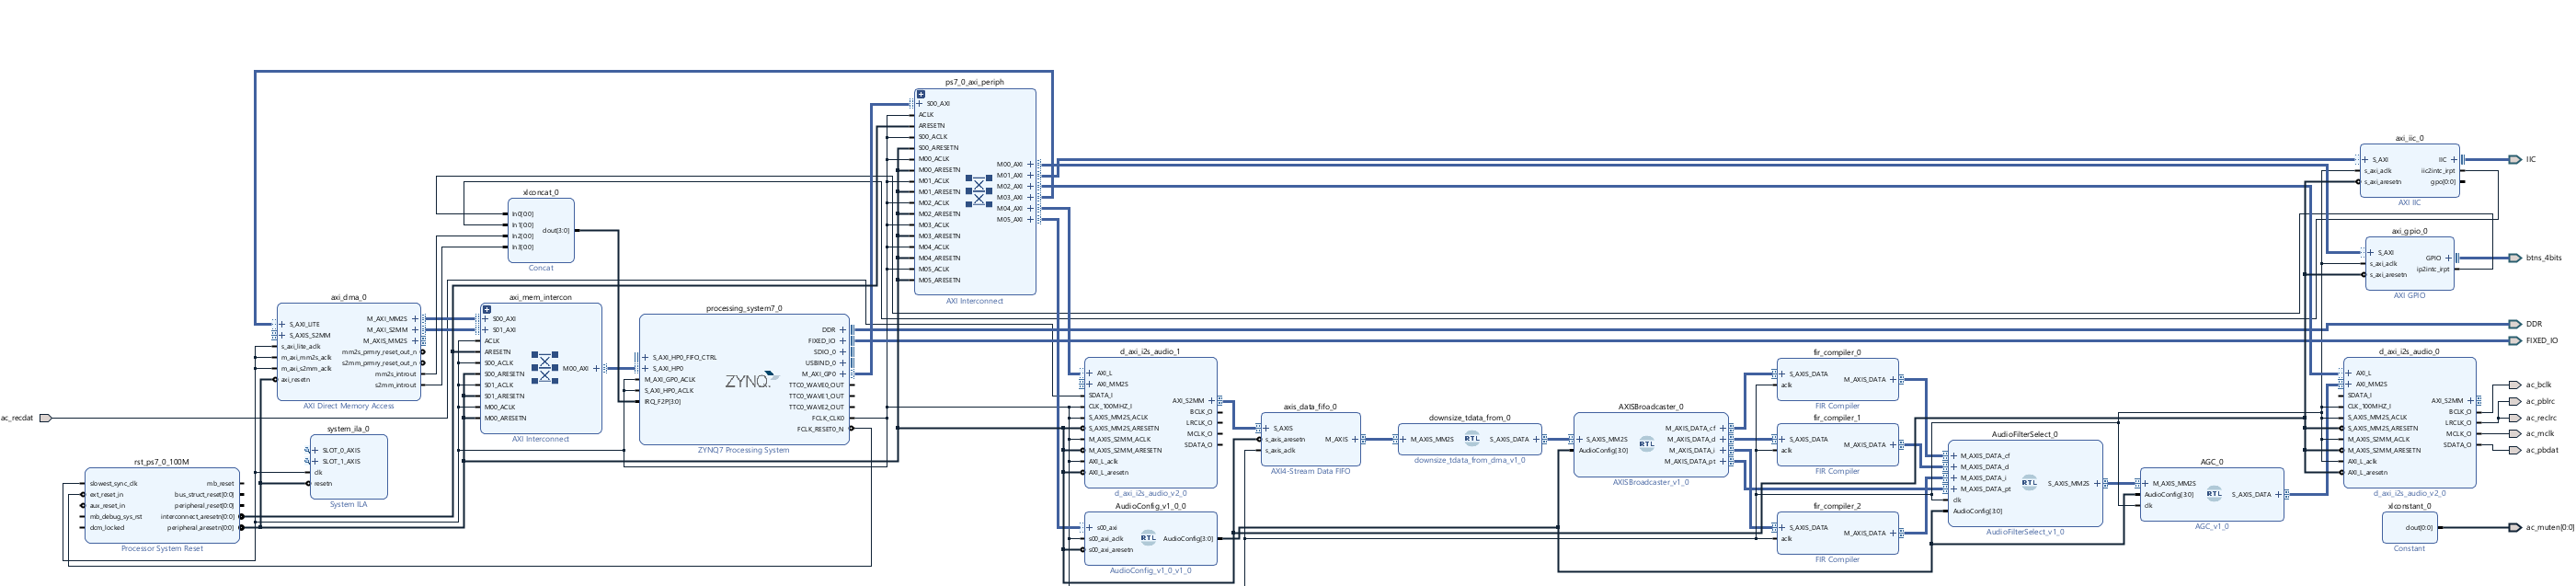 ps7_0_axi_periph
S00_AXI
ACLK
ARESETN
S00_ACLK
S00_ARESETN
M00_ACLK
M00_ARESETN
M01_ACLK
M01_ARESETN
M02_ACLK
M02_ARESETN
M03_ACLK
M03_ARESETN
M04_ACLK
M04_ARESETN
M05_ACLK
M05_ARESETN
M00_AXI
M01_AXI
M02_AXI
M03_AXI
M04_AXI
M05_AXI
AXI Interconnect
axi_iic_0
S_AXI
s_axi_aclk
s_axi_aresetn
IIC
iic2intc_irpt
gpo[0:0]
AXI IIC
IIC
xlconcat_0
In0[0:0]
In1[0:0]
In2[0:0]
In3[0:0]
dout[3:0]
Concat
axi_gpio_0
S_AXI
s_axi_aclk
s_axi_aresetn
GPIO
ip2intc_irpt
AXI GPIO
btns_4bits
axi_dma_0
S_AXI_LITE
S_AXIS_S2MM
s_axi_lite_aclk
m_axi_mm2s_aclk
m_axi_s2mm_aclk
axi_resetn
M_AXI_MM2S
M_AXI_S2MM
M_AXIS_MM2S
mm2s_prmry_reset_out_n
s2mm_prmry_reset_out_n
mm2s_introut
s2mm_introut
AXI Direct Memory Access
axi_mem_intercon
S00_AXI
S01_AXI
ACLK
ARESETN
S00_ACLK
S00_ARESETN
S01_ACLK
S01_ARESETN
M00_ACLK
M00_ARESETN
M00_AXI
AXI Interconnect
processing_system7_0
S_AXI_HP0_FIFO_CTRL
S_AXI_HP0
M_AXI_GP0_ACLK
S_AXI_HP0_ACLK
IRQ_F2P[3:0]
ZYNQ
DDR
FIXED_IO
SDIO_0
USBIND_0
M_AXI_GP0
TTC0_WAVE0_OUT
TTC0_WAVE1_OUT
TTC0_WAVE2_OUT
FCLK_CLK0
FCLK_RESET0_N
ZYNQ7 Processing System
DDR
FIXED_IO
ac_recdat
system_ila_0
SLOT_0_AXIS
SLOT_1_AXIS
clk
resetn
System ILA
rst_ps7_0_100M
slowest_sync_clk
ext_reset_in
aux_reset_in
mb_debug_sys_rst
dcm_locked
mb_reset
bus_struct_reset[0:0]
peripheral_reset[0:0]
interconnect_aresetn[0:0]
peripheral_aresetn[0:0]
Processor System Reset
d_axi_i2s_audio_1
AXI_L
AXI_MM2S
SDATA_I
CLK_100MHZ_I
S_AXIS_MM2S_ACLK
S_AXIS_MM2S_ARESETN
M_AXIS_S2MM_ACLK
M_AXIS_S2MM_ARESETN
AXI_L_aclk
AXI_L_aresetn
AXI_S2MM
BCLK_O
LRCLK_O
MCLK_O
SDATA_O
d_axi_i2s_audio_v2_0
AudioConfig_v1_0_0
s00_axi
s00_axi_aclk
s00_axi_aresetn
RTL
AudioConfig[3:0]
AudioConfig_v1_0_v1_0
axis_data_fifo_0
S_AXIS
s_axis_aresetn
s_axis_aclk
M_AXIS
AXI4-Stream Data FIFO
downsize_tdata_from_0
M_AXIS_MM2S
RTL
S_AXIS_DATA
downsize_tdata_from_dma_v1_0
AXISBroadcaster_0
S_AXIS_MM2S
AudioConfig[3:0]
RTL
M_AXIS_DATA_cf
M_AXIS_DATA_d
M_AXIS_DATA_i
M_AXIS_DATA_pt
AXISBroadcaster_v1_0
fir_compiler_0
S_AXIS_DATA
aclk
M_AXIS_DATA
FIR Compiler
fir_compiler_1
S_AXIS_DATA
aclk
M_AXIS_DATA
FIR Compiler
fir_compiler_2
S_AXIS_DATA
aclk
M_AXIS_DATA
FIR Compiler
AudioFilterSelect_0
M_AXIS_DATA_cf
M_AXIS_DATA_d
M_AXIS_DATA_i
M_AXIS_DATA_pt
clk
AudioConfig[3:0]
RTL
S_AXIS_MM2S
AudioFilterSelect_v1_0
AGC_0
M_AXIS_MM2S
AudioConfig[3:0]
clk
RTL
S_AXIS_DATA
AGC_v1_0
d_axi_i2s_audio_0
AXI_L
AXI_MM2S
SDATA_I
CLK_100MHZ_I
S_AXIS_MM2S_ACLK
S_AXIS_MM2S_ARESETN
M_AXIS_S2MM_ACLK
M_AXIS_S2MM_ARESETN
AXI_L_aclk
AXI_L_aresetn
AXI_S2MM
BCLK_O
LRCLK_O
MCLK_O
SDATA_O
d_axi_i2s_audio_v2_0
ac_bclk
ac_pblrc
ac_reclrc
ac_mclk
ac_pbdat
xlconstant_0
dout[0:0]
Constant
ac_muten[0:0]